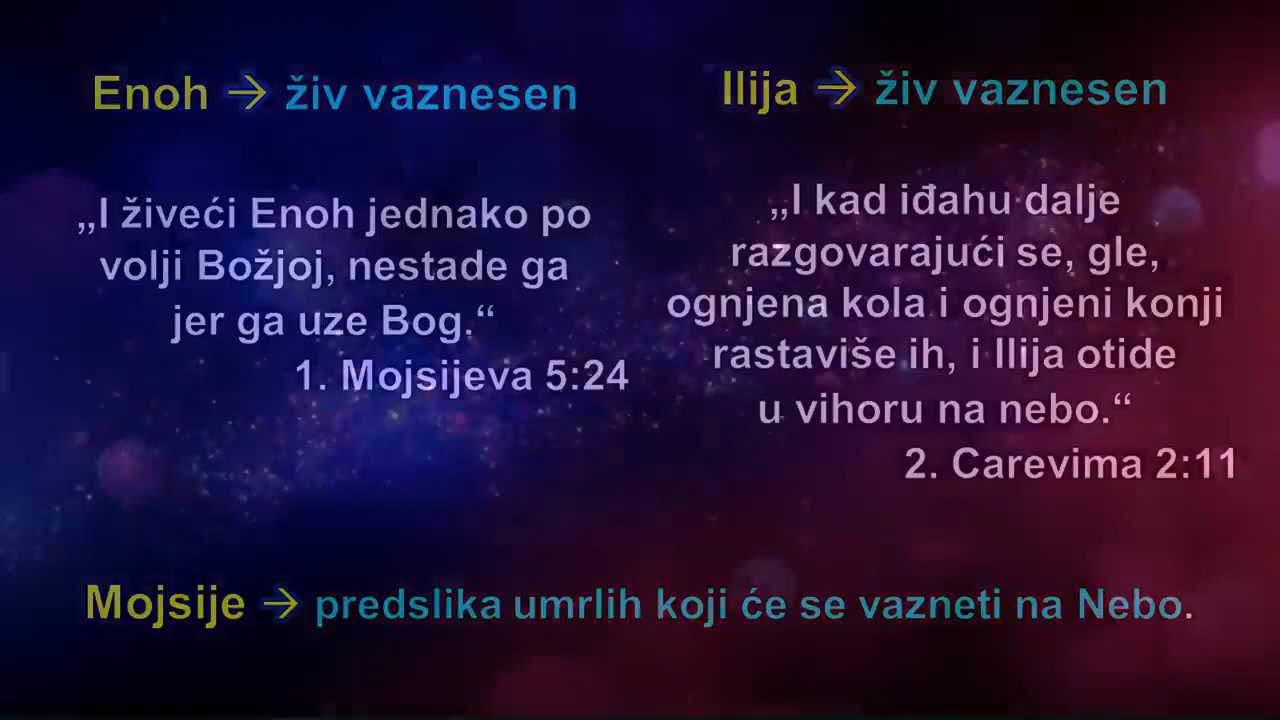 Enoh → živ vaznesen
„I živeći Enoh jednako po
volji Božjoj, nestade ga
jer ga uze Bog.“
1. Mojsijeva 5:24
Ilija → živ vaznesen
„I kad iđahu dalje
razgovarajući se, gle,
ognjena kola i ognjeni konji
rastaviše ih, i Ilija otide
u vihoru na nebo.“
2. Carevima 2:11
Mojsije → predslika umrlih koji će se vazneti na Nebo.